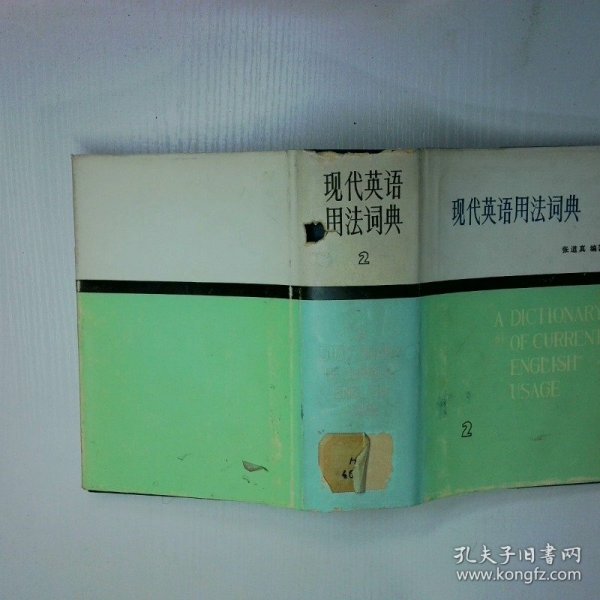 现代英语
用法词典
2
现代英语用法词典
张道真 编
A DICTIONARY
OF CURRENT
ENGLISH
USAGE
2
孔夫子旧书网
www.kongfz.com